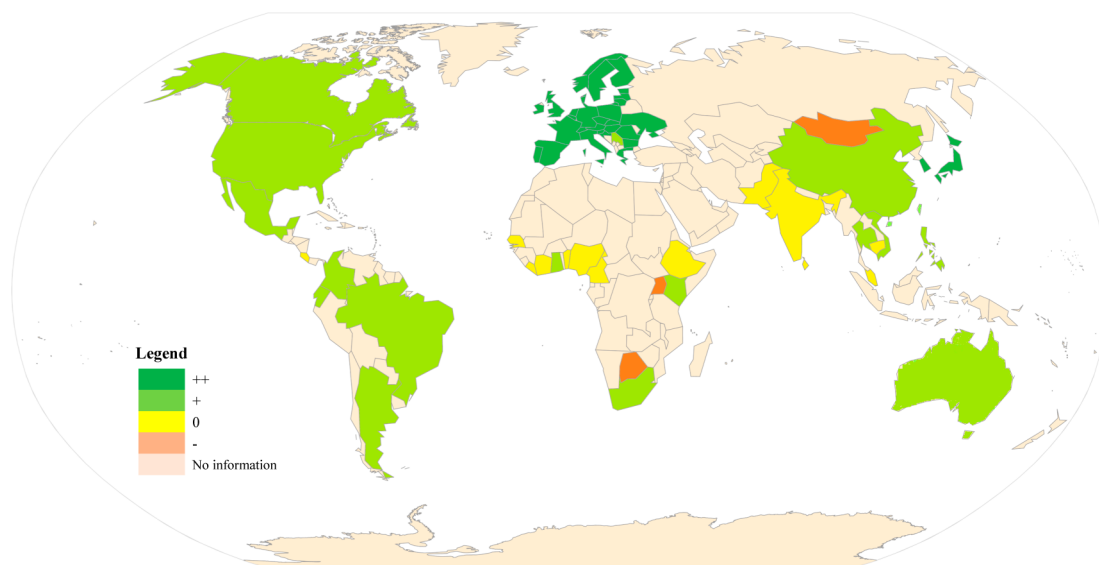 Legend
++
+
0
-
No information